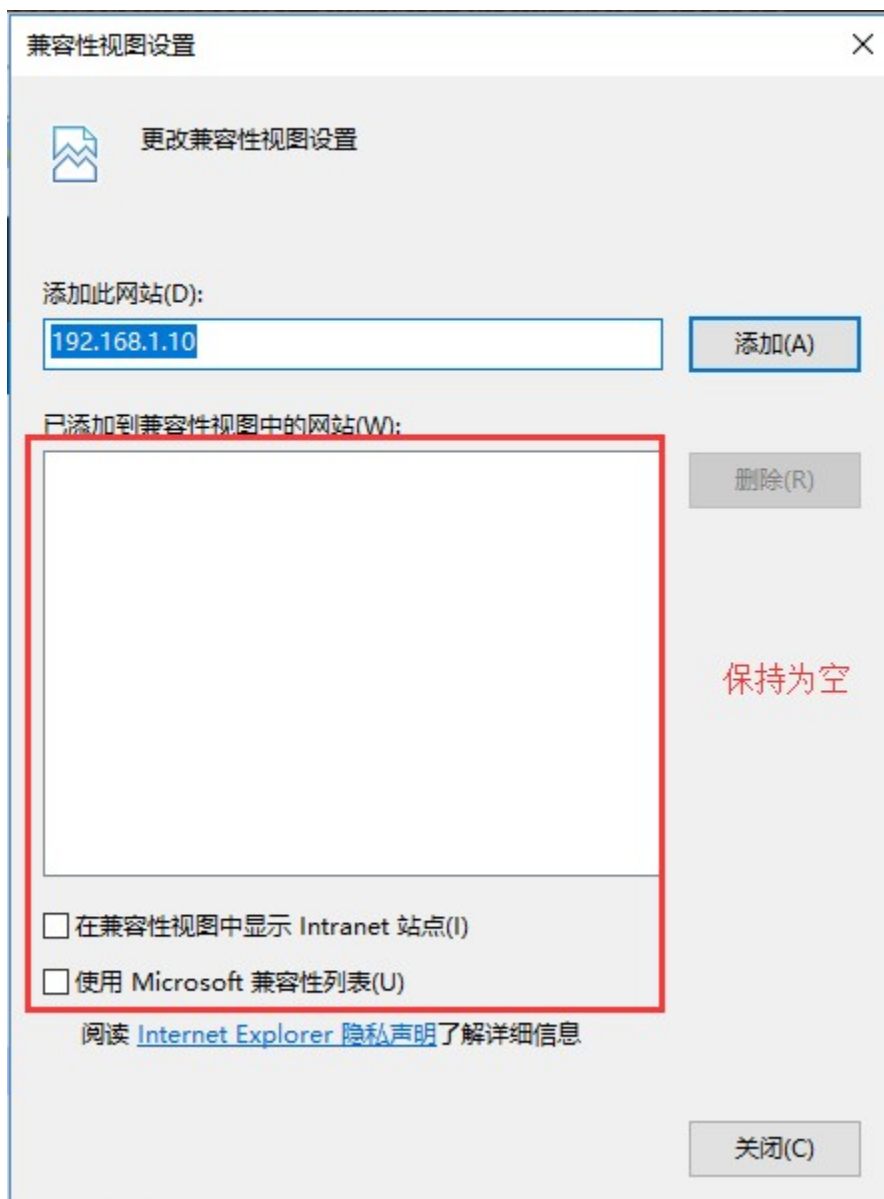 兼容性视图设置
更改兼容性视图设置
添加此网站(D):
192.168.1.10
添加(A)
已添加到兼容性视图中的网站(W):
删除(R)
保持为空
在兼容性视图中显示 Intranet 站点(I)
使用 Microsoft 兼容性列表(U)
阅读 Internet Explorer 隐私声明了解详细信息
关闭(C)